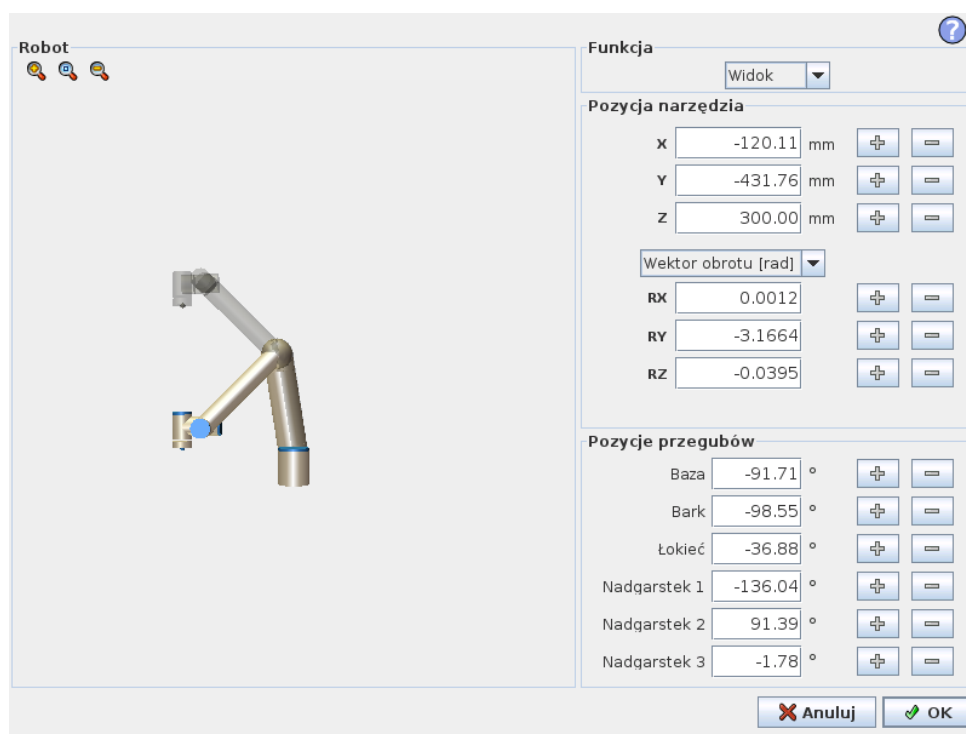 Robot
?
Funkcja
Widok
Pozycja narzędzia
X -120.11 mm
Y -431.76 mm
Z 300.00 mm
Wektor obrotu [rad]
RX 0.0012
RY -3.1664
RZ -0.0395
Pozycje przegubów
Baza -91.71 °
Bark -98.55 °
Łokieć -36.88 °
Nadgarstek 1 -136.04 °
Nadgarstek 2 91.39 °
Nadgarstek 3 -1.78 °
Anuluj
OK